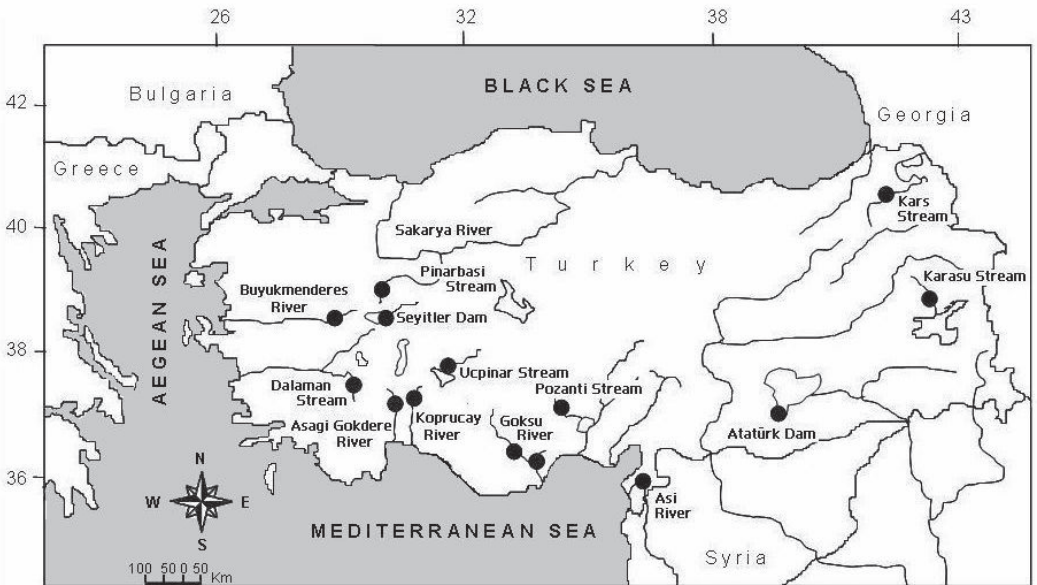 26 32 38 43
BLACK SEA
Bulgaria
42
Georgia
Greece
Kars
Stream
40
Sakarya River
AEGEAN SEA
Turkey
Pinarbasi
Stream
Karasu Stream
Buyukmenderes
River
Seyitler Dam
38
Ucpinar Stream
Dalaman
Stream
Pozanti Stream
Asagi Gokdere
River
Koprucay
River
Goksu
River
Atatürk Dam
36
N
W E
S
Asi
River
MEDITERRANEAN SEA
Syria
100 50 0 50
Km